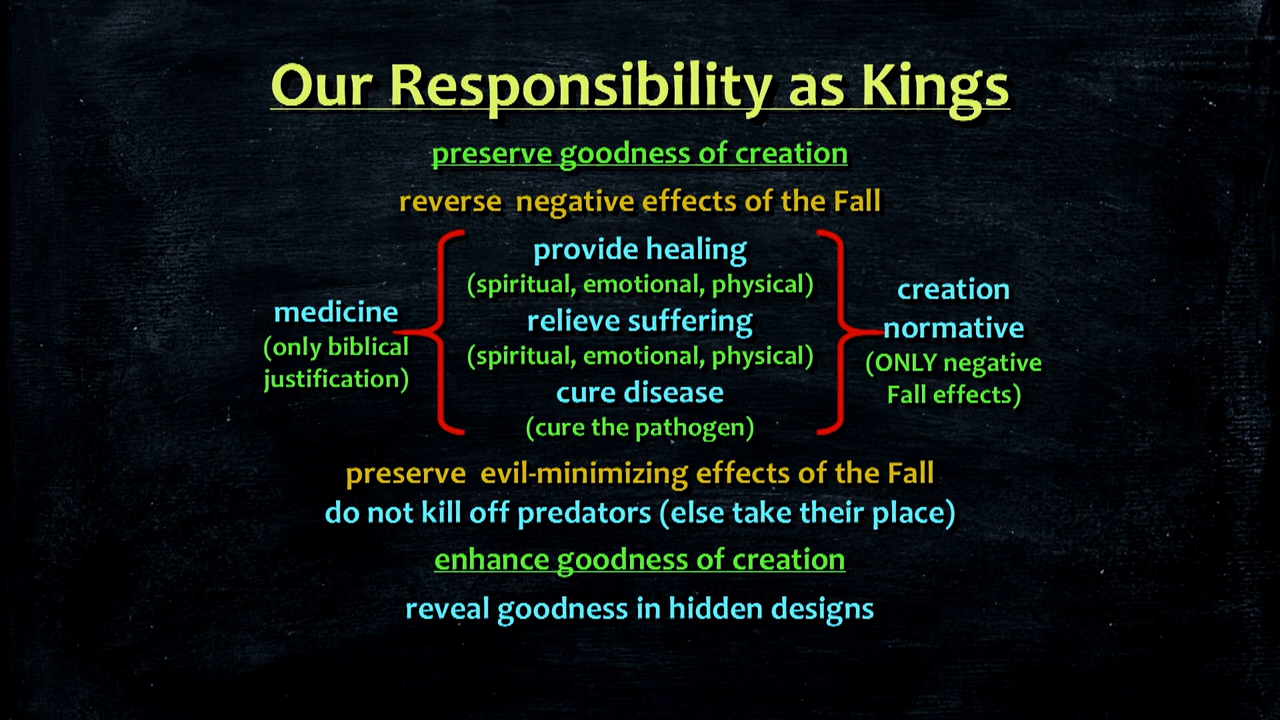 Our Responsibility as Kings
preserve goodness of creation
reverse negative effects of the Fall
medicine
(only biblical
justification)
provide healing
(spiritual, emotional, physical)
relieve suffering
(spiritual, emotional, physical)
cure disease
(cure the pathogen)
creation
normative
(ONLY negative
Fall effects)
preserve evil-minimizing effects of the Fall
do not kill off predators (else take their place)
enhance goodness of creation
reveal goodness in hidden designs